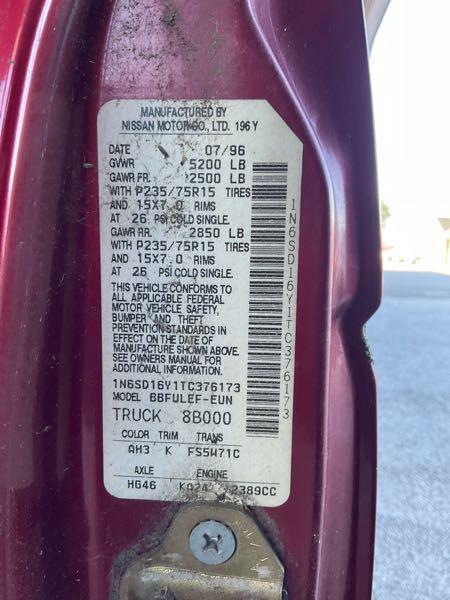 MANUFACTURED BY
NISSAN MOTOR CO., LTD. 196Y
DATE 07/96
GVWR 5200 LB
GAWR FR. 2500 LB
WITH P235/75R15 TIRES
AND 15X7.0 RIMS
AT 26 PSI COLD SINGLE.
GAWR RR. 2850 LB
WITH P235/75R15 TIRES
AND 15X7.0 RIMS
AT 26 PSI COLD SINGLE.
THIS VEHICLE CONFORMS TO
ALL APPLICABLE FEDERAL
MOTOR VEHICLE SAFETY,
BUMPER AND THEFT
PREVENTION STANDARDS IN
EFFECT ON THE DATE OF
MANUFACTURE SHOWN ABOVE.
SEE OWNERS MANUAL FOR
ADDITIONAL INFORMATION.
1N6SD16Y1TC376173
MODEL BBFULEF-EUN
TRUCK 8B000
COLOR TRIM TRANS
AH3 K FS5W71C
AXLE ENGINE
HG46 KA24 2389CC
1N6SD16Y1TC376173